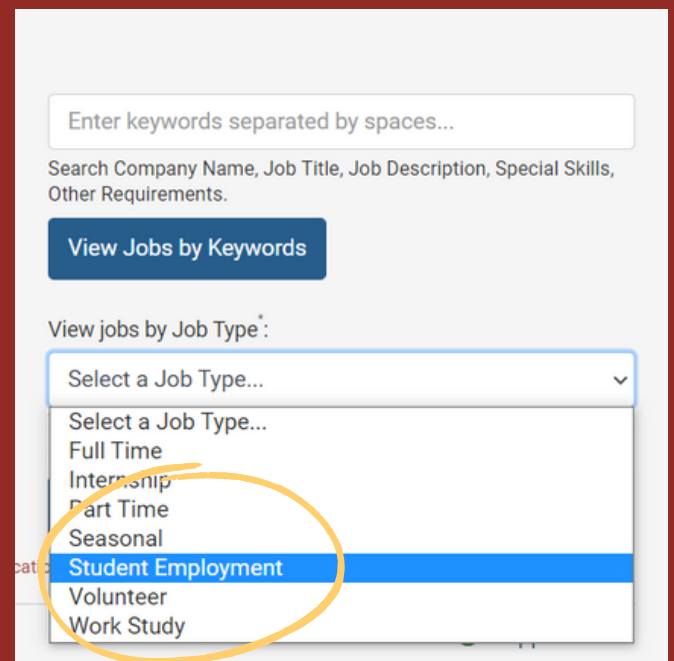 Enter keywords separated by spaces...
Search Company Name, Job Title, Job Description, Special Skills,
Other Requirements.
View Jobs by Keywords
View jobs by Job Type*:
Select a Job Type...
Select a Job Type...
Full Time
Internship
Part Time
Seasonal
Student Employment
Volunteer
Work Study